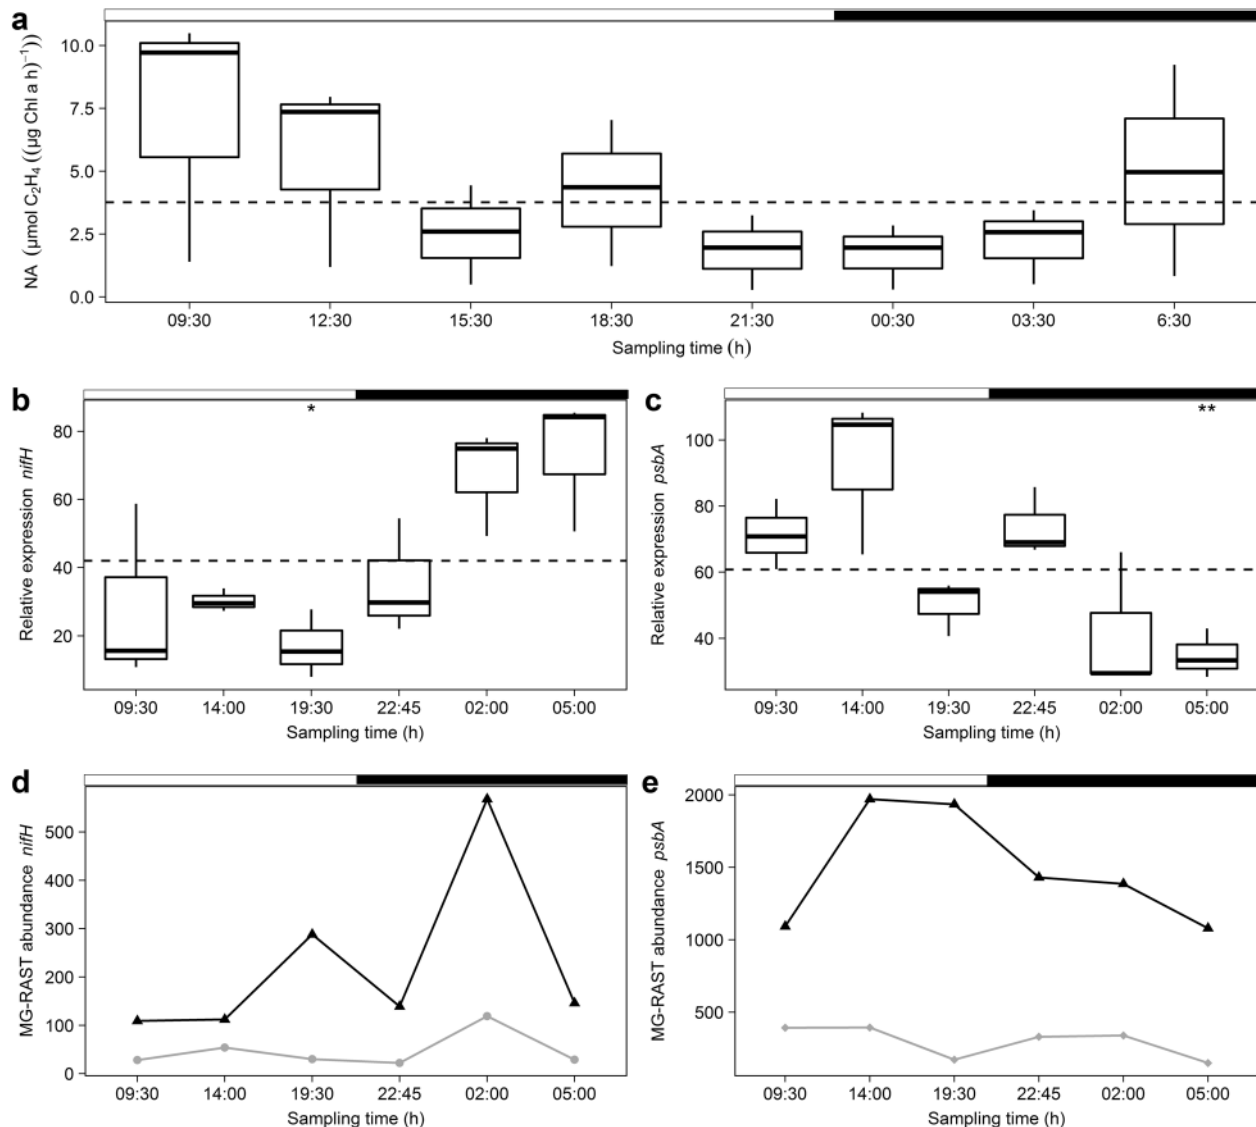 a
NA (µmol C₂H₄ ((µg Chl a h)⁻¹))
10.0
7.5
5.0
2.5
0.0
09:30 12:30 15:30 18:30 21:30 00:30 03:30 6:30
Sampling time (h)
b
*
Relative expression nifH
80
60
40
20
09:30 14:00 19:30 22:45 02:00 05:00
Sampling time (h)
c
**
Relative expression psbA
100
80
60
40
09:30 14:00 19:30 22:45 02:00 05:00
Sampling time (h)
d
MG-RAST abundance nifH
500
400
300
200
100
0
09:30 14:00 19:30 22:45 02:00 05:00
Sampling time (h)
e
MG-RAST abundance psbA
2000
1500
1000
500
09:30 14:00 19:30 22:45 02:00 05:00
Sampling time (h)